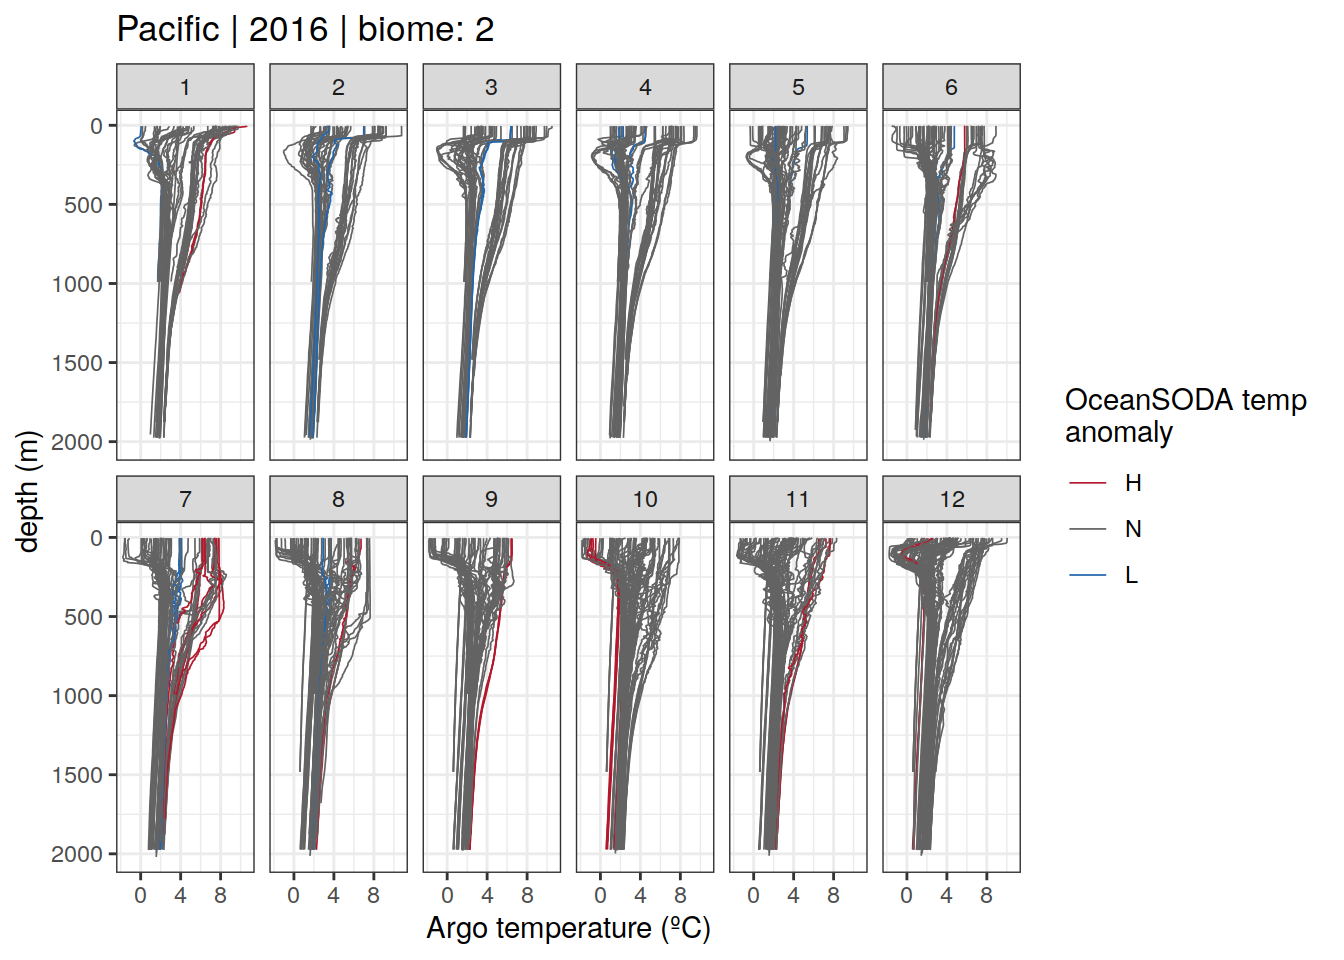 Pacific | 2016 | biome: 2
1 2 3 4 5 6
0
500
1000
1500
2000
7 8 9 10 11 12
0
500
1000
1500
2000
0 4 8 0 4 8 0 4 8 0 4 8 0 4 8 0 4 8
Argo temperature (ºC)
depth (m)
OceanSODA temp
anomaly
H
N
L